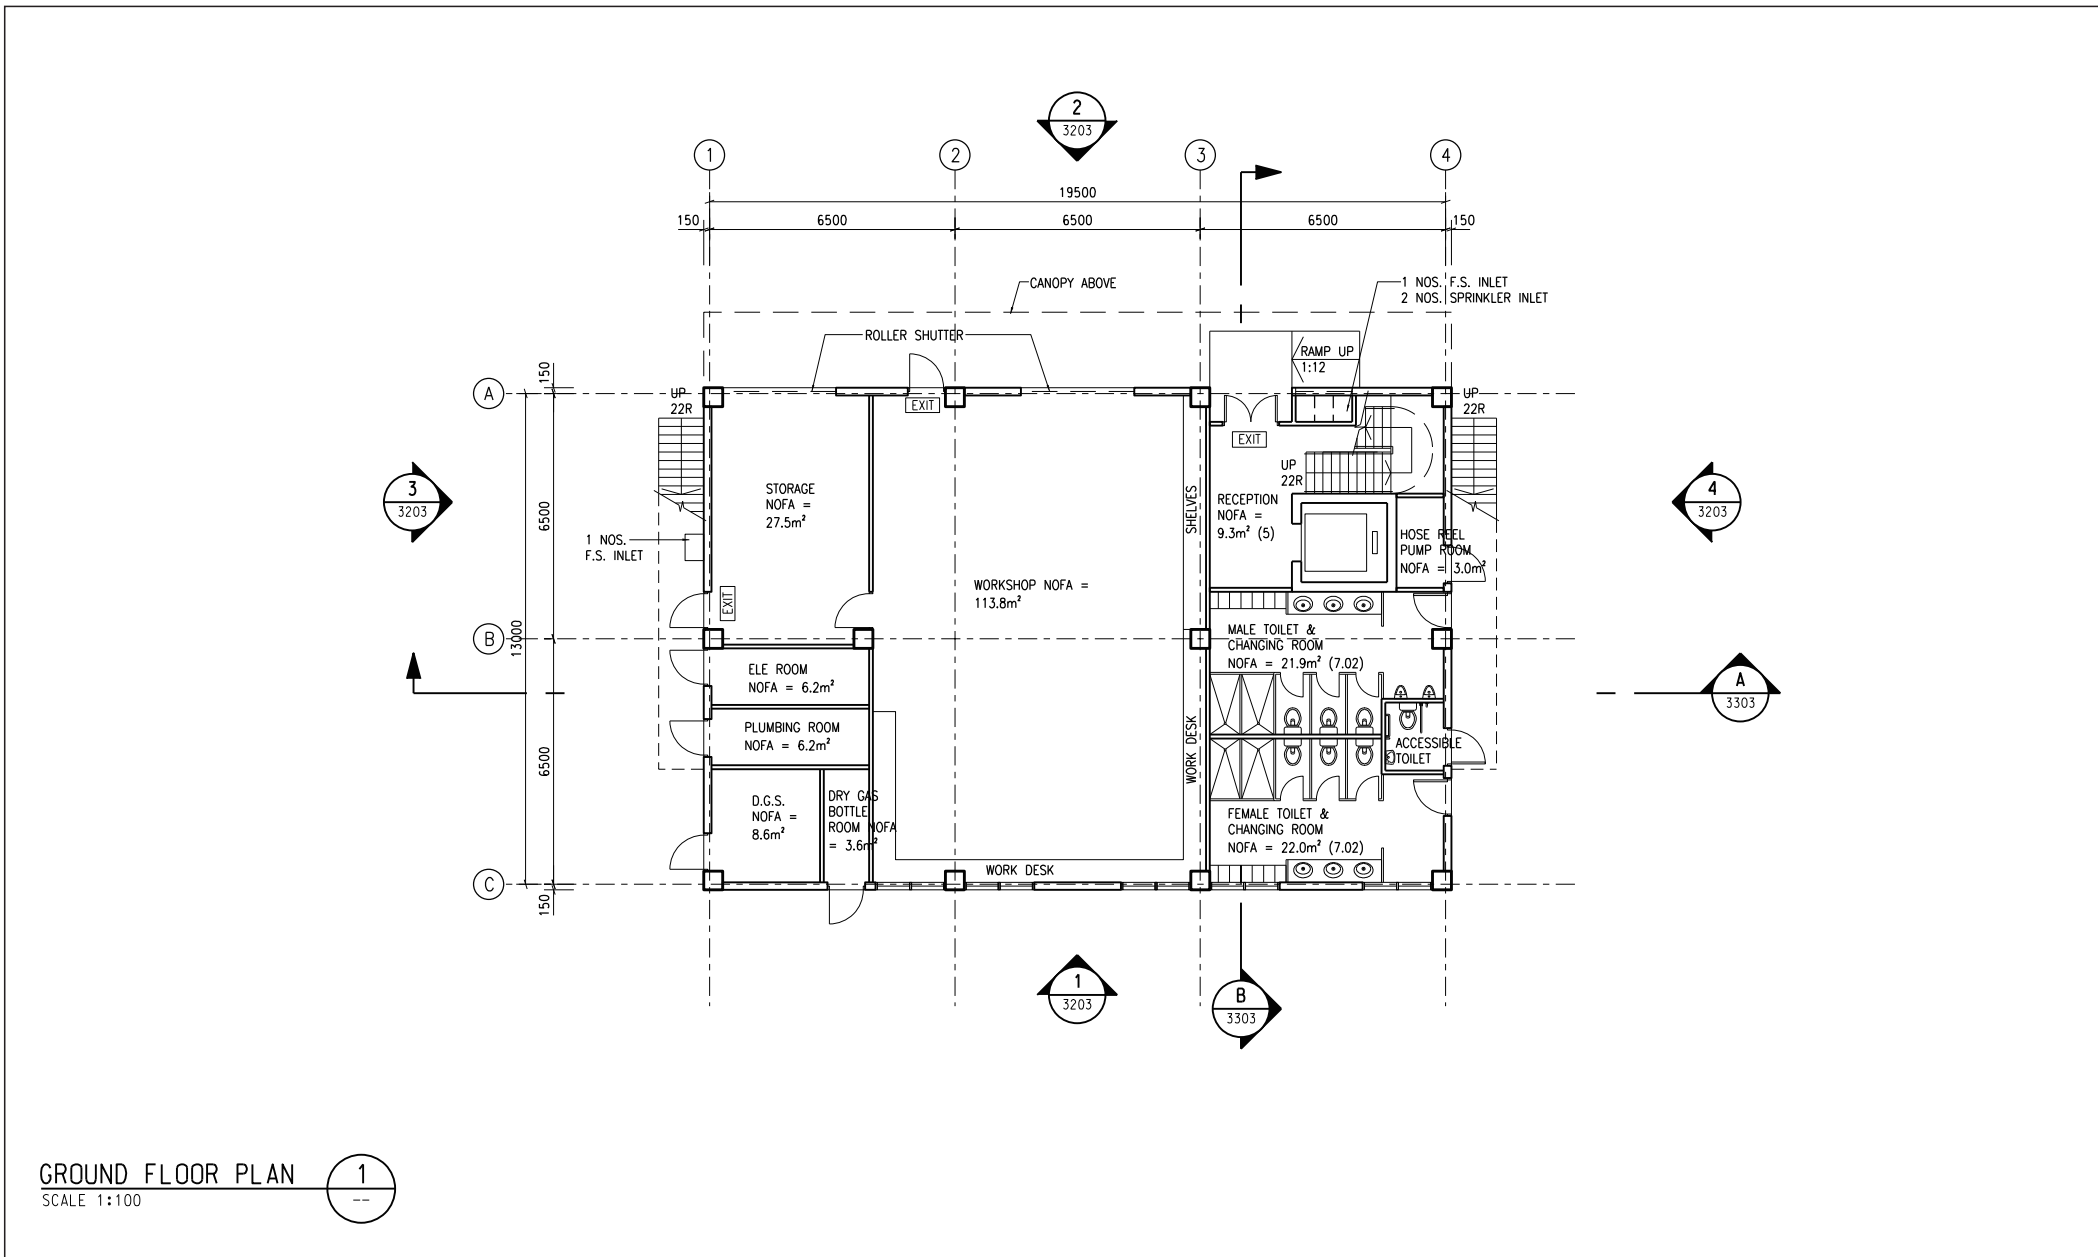 2
3203
1
2
3
4
19500
150
6500
6500
6500
150
CANOPY ABOVE
1 NOS. F.S. INLET
2 NOS. SPRINKLER INLET
ROLLER SHUTTER
RAMP UP
1:12
150
A
UP
22R
UP
22R
EXIT
EXIT
UP
22R
3
3203
6500
STORAGE
NOFA =
27.5m²
SHELVES
RECEPTION
NOFA =
9.3m² (5)
4
3203
1 NOS.
F.S. INLET
HOSE REEL
PUMP ROOM
NOFA = 3.0m²
WORKSHOP NOFA =
113.8m²
EXIT
B
13000
MALE TOILET &
CHANGING ROOM
NOFA = 21.9m² (7.02)
ELE ROOM
NOFA = 6.2m²
A
3303
PLUMBING ROOM
NOFA = 6.2m²
6500
WORK DESK
ACCESSIBLE
TOILET
D.G.S.
NOFA =
8.6m²
DRY GAS
BOTTLE
ROOM NOFA
= 3.6m²
FEMALE TOILET &
CHANGING ROOM
NOFA = 22.0m² (7.02)
WORK DESK
C
150
1
3203
B
3303
GROUND FLOOR PLAN
SCALE 1:100
1
--